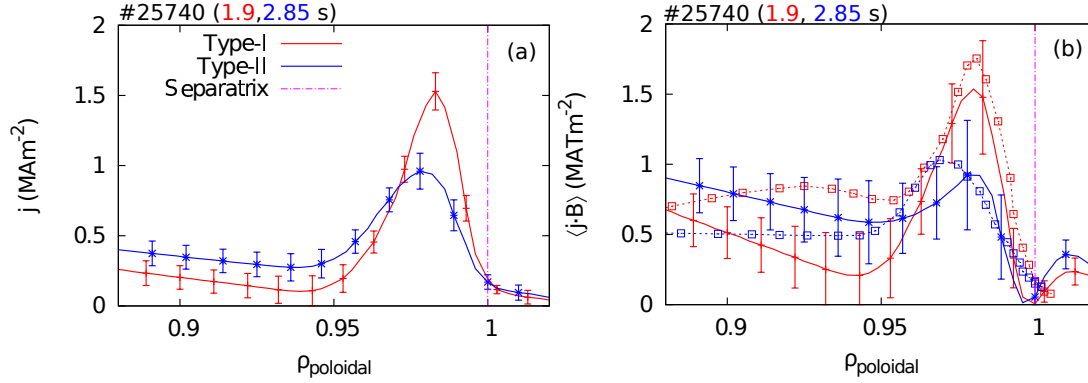 #25740 (1.9,2.85 s)
(a)
Type-I
Type-II
Separatrix
j (MAm-2)
2
1.5
1
0.5
0
0.9
0.95
1
ρpoloidal
#25740 (1.9, 2.85 s)
(b)
⟨j·B⟩ (MATm-2)
2
1.5
1
0.5
0
0.9
0.95
1
ρpoloidal